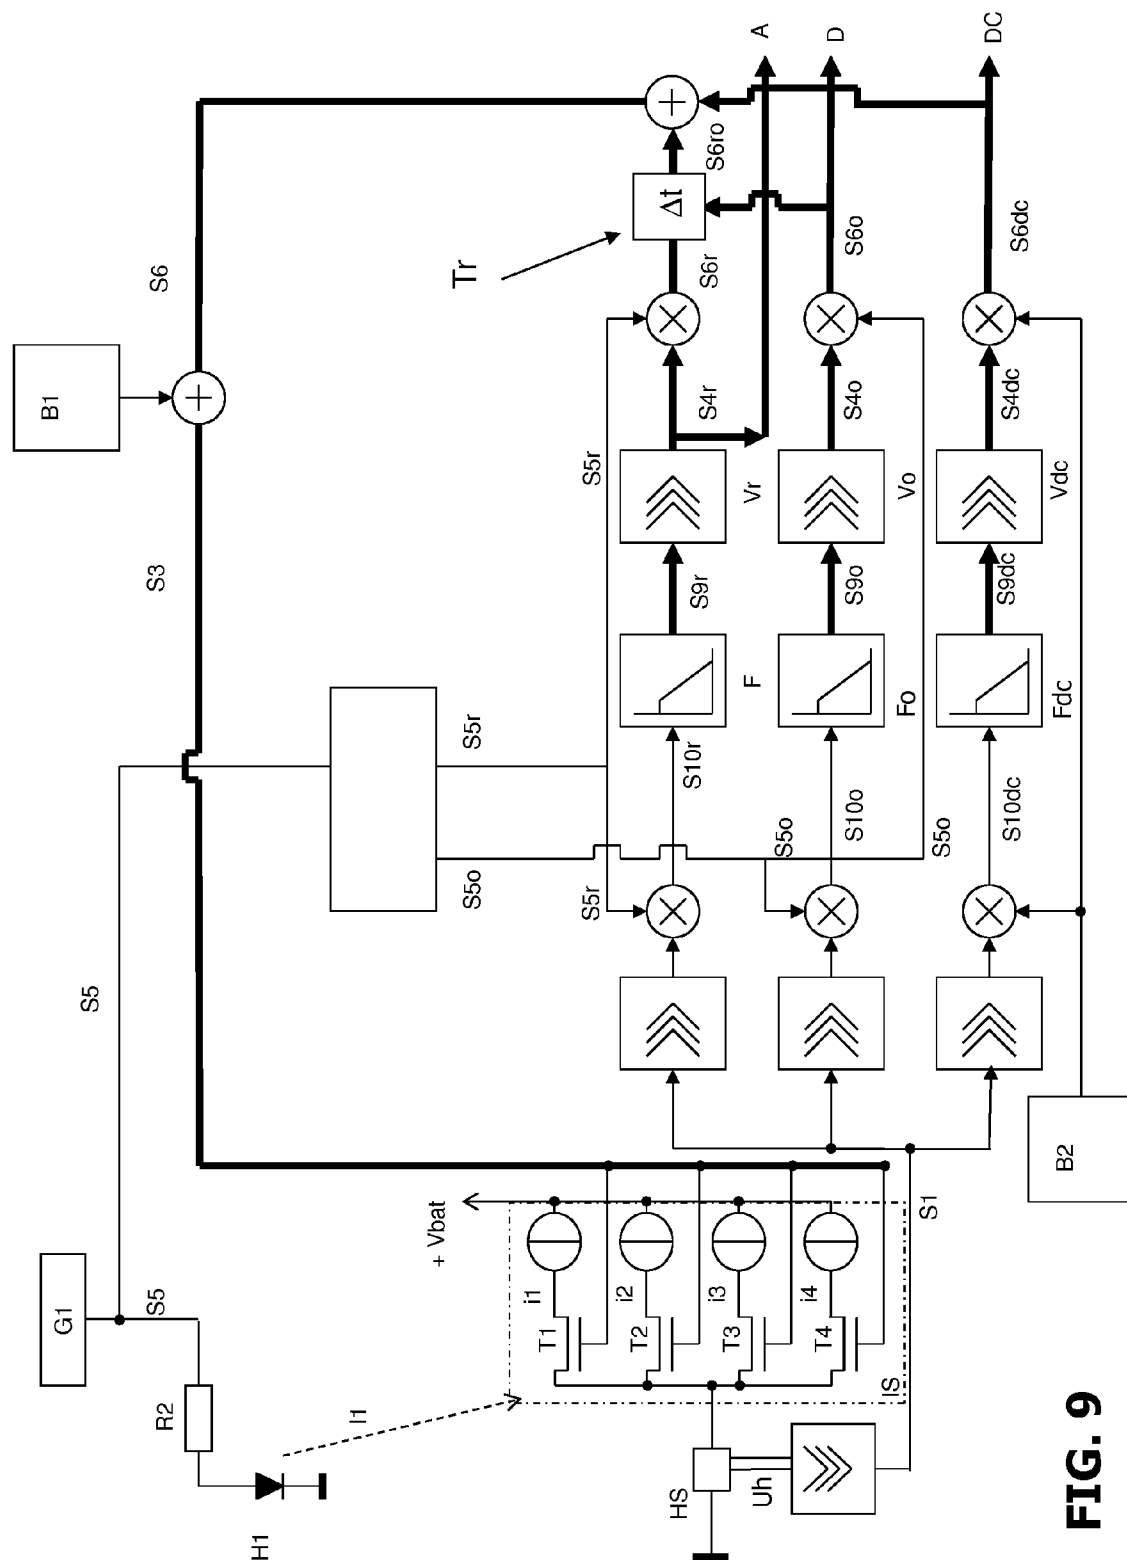 A
D
DC
S6ro
Δt
S6
Tr
S6r
S6o
S6dc
B1
S4r
S4o
S4dc
S5r
Vr
Vo
Vdc
S3
S9r
S9o
S9dc
F
Fo
Fdc
S5r
S10r
S5o
S10o
S5o
S10dc
S5o
S5r
S5
B2
S1
+ Vbat
G1
S5
i1
i2
i3
i4
T1
T2
T3
T4
R2
I1
IS
HS
Uh
H1
FIG. 9